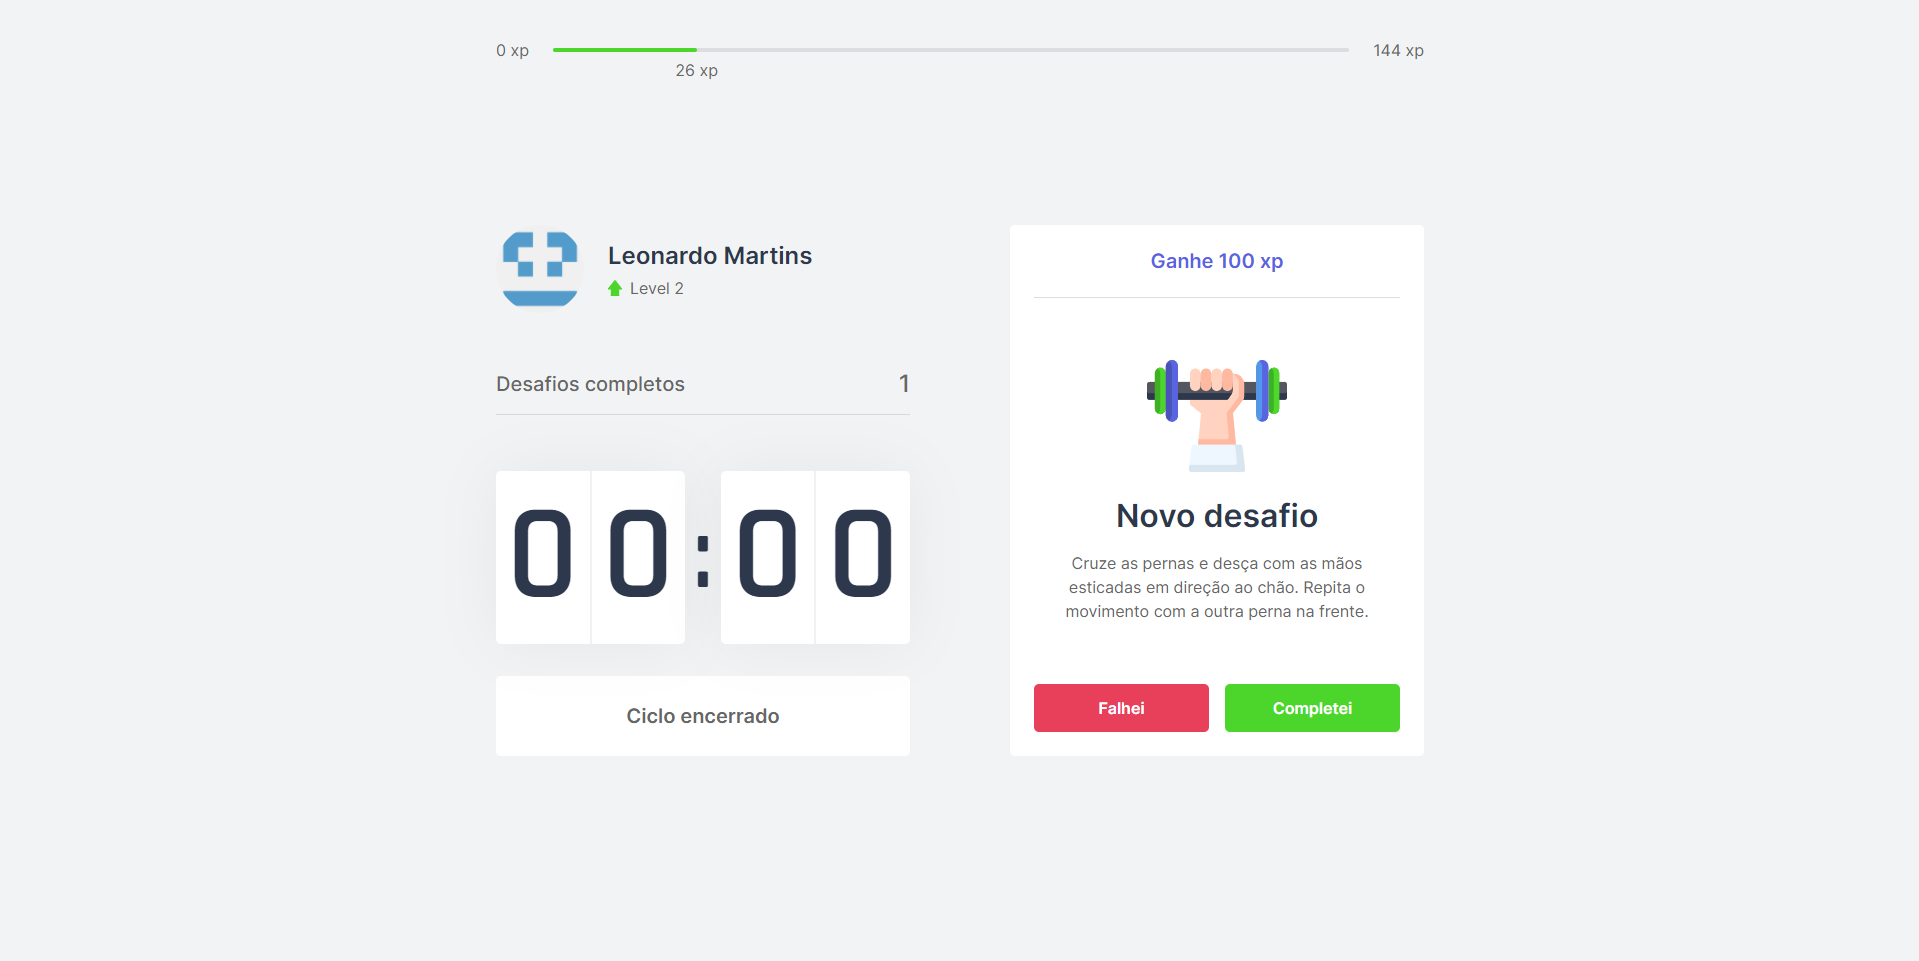 0 xp
144 xp
26 xp
Leonardo Martins
Level 2
Desafios completos
1
00:00
Ciclo encerrado
Ganhe 100 xp
Novo desafio
Cruze as pernas e desça com as mãos
esticadas em direção ao chão. Repita o
movimento com a outra perna na frente.
Falhei
Completei